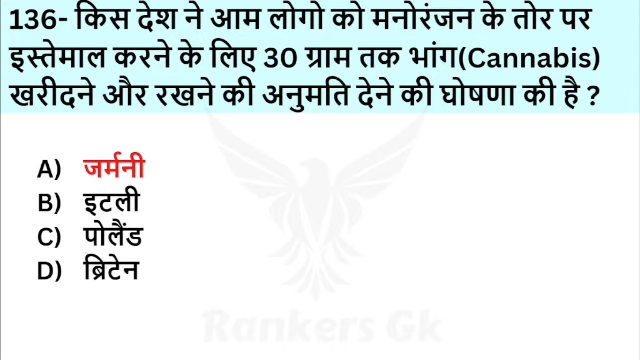 136- किस देश ने आम लोगो को मनोरंजन के तोर पर
इस्तेमाल करने के लिए 30 ग्राम तक भांग(Cannabis)
खरीदने और रखने की अनुमति देने की घोषणा की है ?
A) जर्मनी
B) इटली
C) पोलैंड
D) ब्रिटेन
Rankers Gk